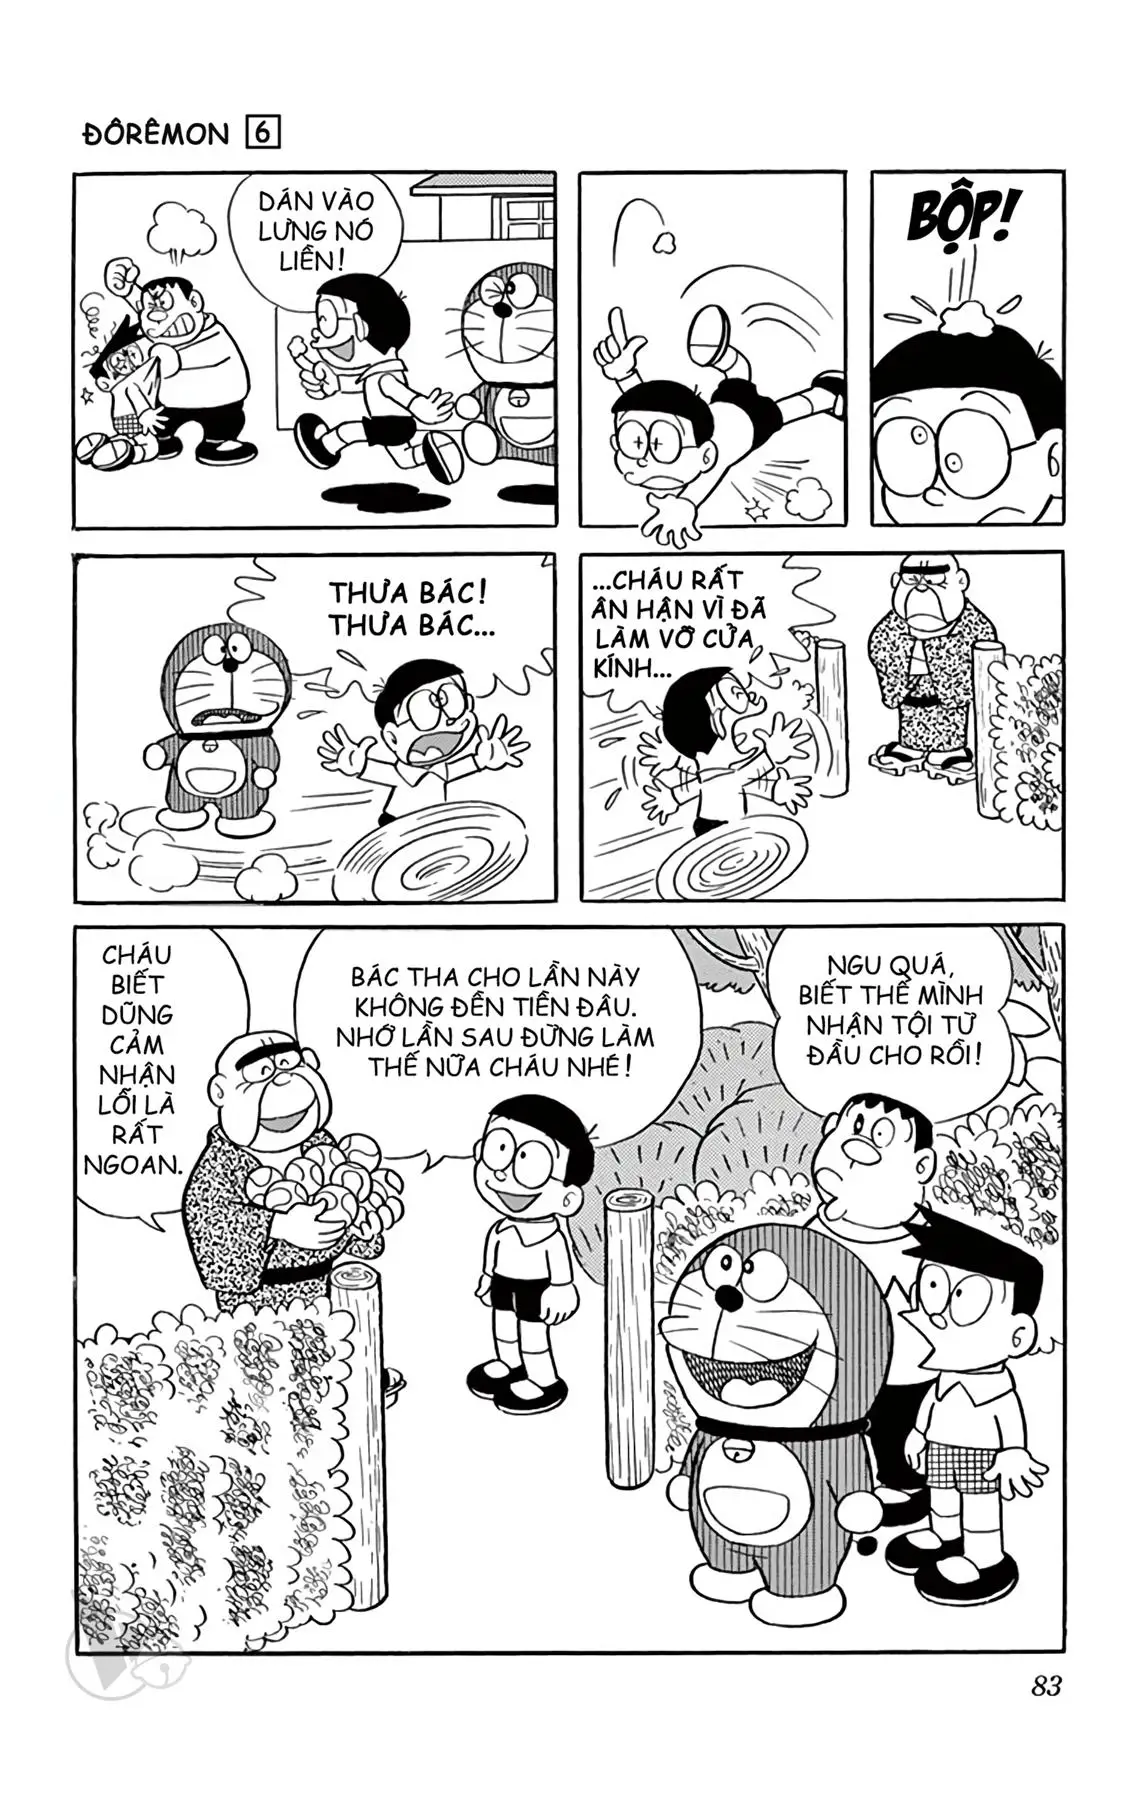 ĐÔRÊMON 6
DÁN VÀO
LƯNG NÓ
LIỀN!
BỘP!
THƯA BÁC!
THƯA BÁC...
...CHÁU RẤT
ÂN HẬN VÌ ĐÃ
LÀM VỠ CỬA
KÍNH...
CHÁU
BIẾT
DŨNG
CẢM
NHẬN
LỖI LÀ
RẤT
NGOAN.
BÁC THA CHO LẦN NÀY
KHÔNG ĐỀN TIỀN ĐÂU.
NHỚ LẦN SAU ĐỪNG LÀM
THẾ NỮA CHÁU NHÉ!
NGU QUÁ,
BIẾT THẾ MÌNH
NHẬN TỘI TỪ
ĐẦU CHO RỒI!
83